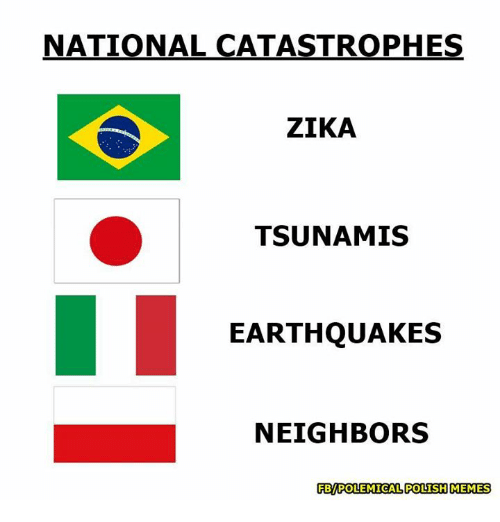 NATIONAL CATASTROPHES
ZIKA
TSUNAMIS
EARTHQUAKES
NEIGHBORS
FB/POLEMICAL POLISH MEMES